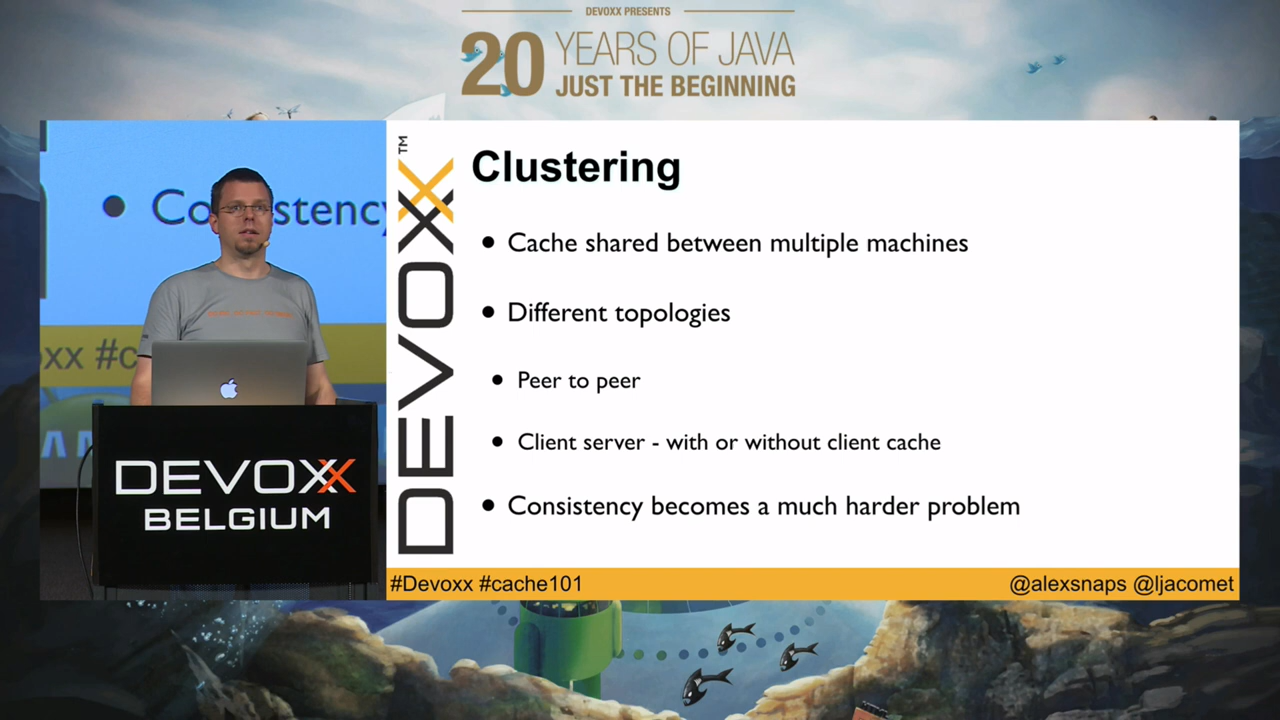 DEVOXX PRESENTS
20 YEARS OF JAVA
JUST THE BEGINNING
DEVOXX™
Clustering
• Cache shared between multiple machines
• Different topologies
• Peer to peer
• Client server - with or without client cache
• Consistency becomes a much harder problem
#Devoxx #cache101
@alexsnaps @ljacomet
DEVOXX
BELGIUM